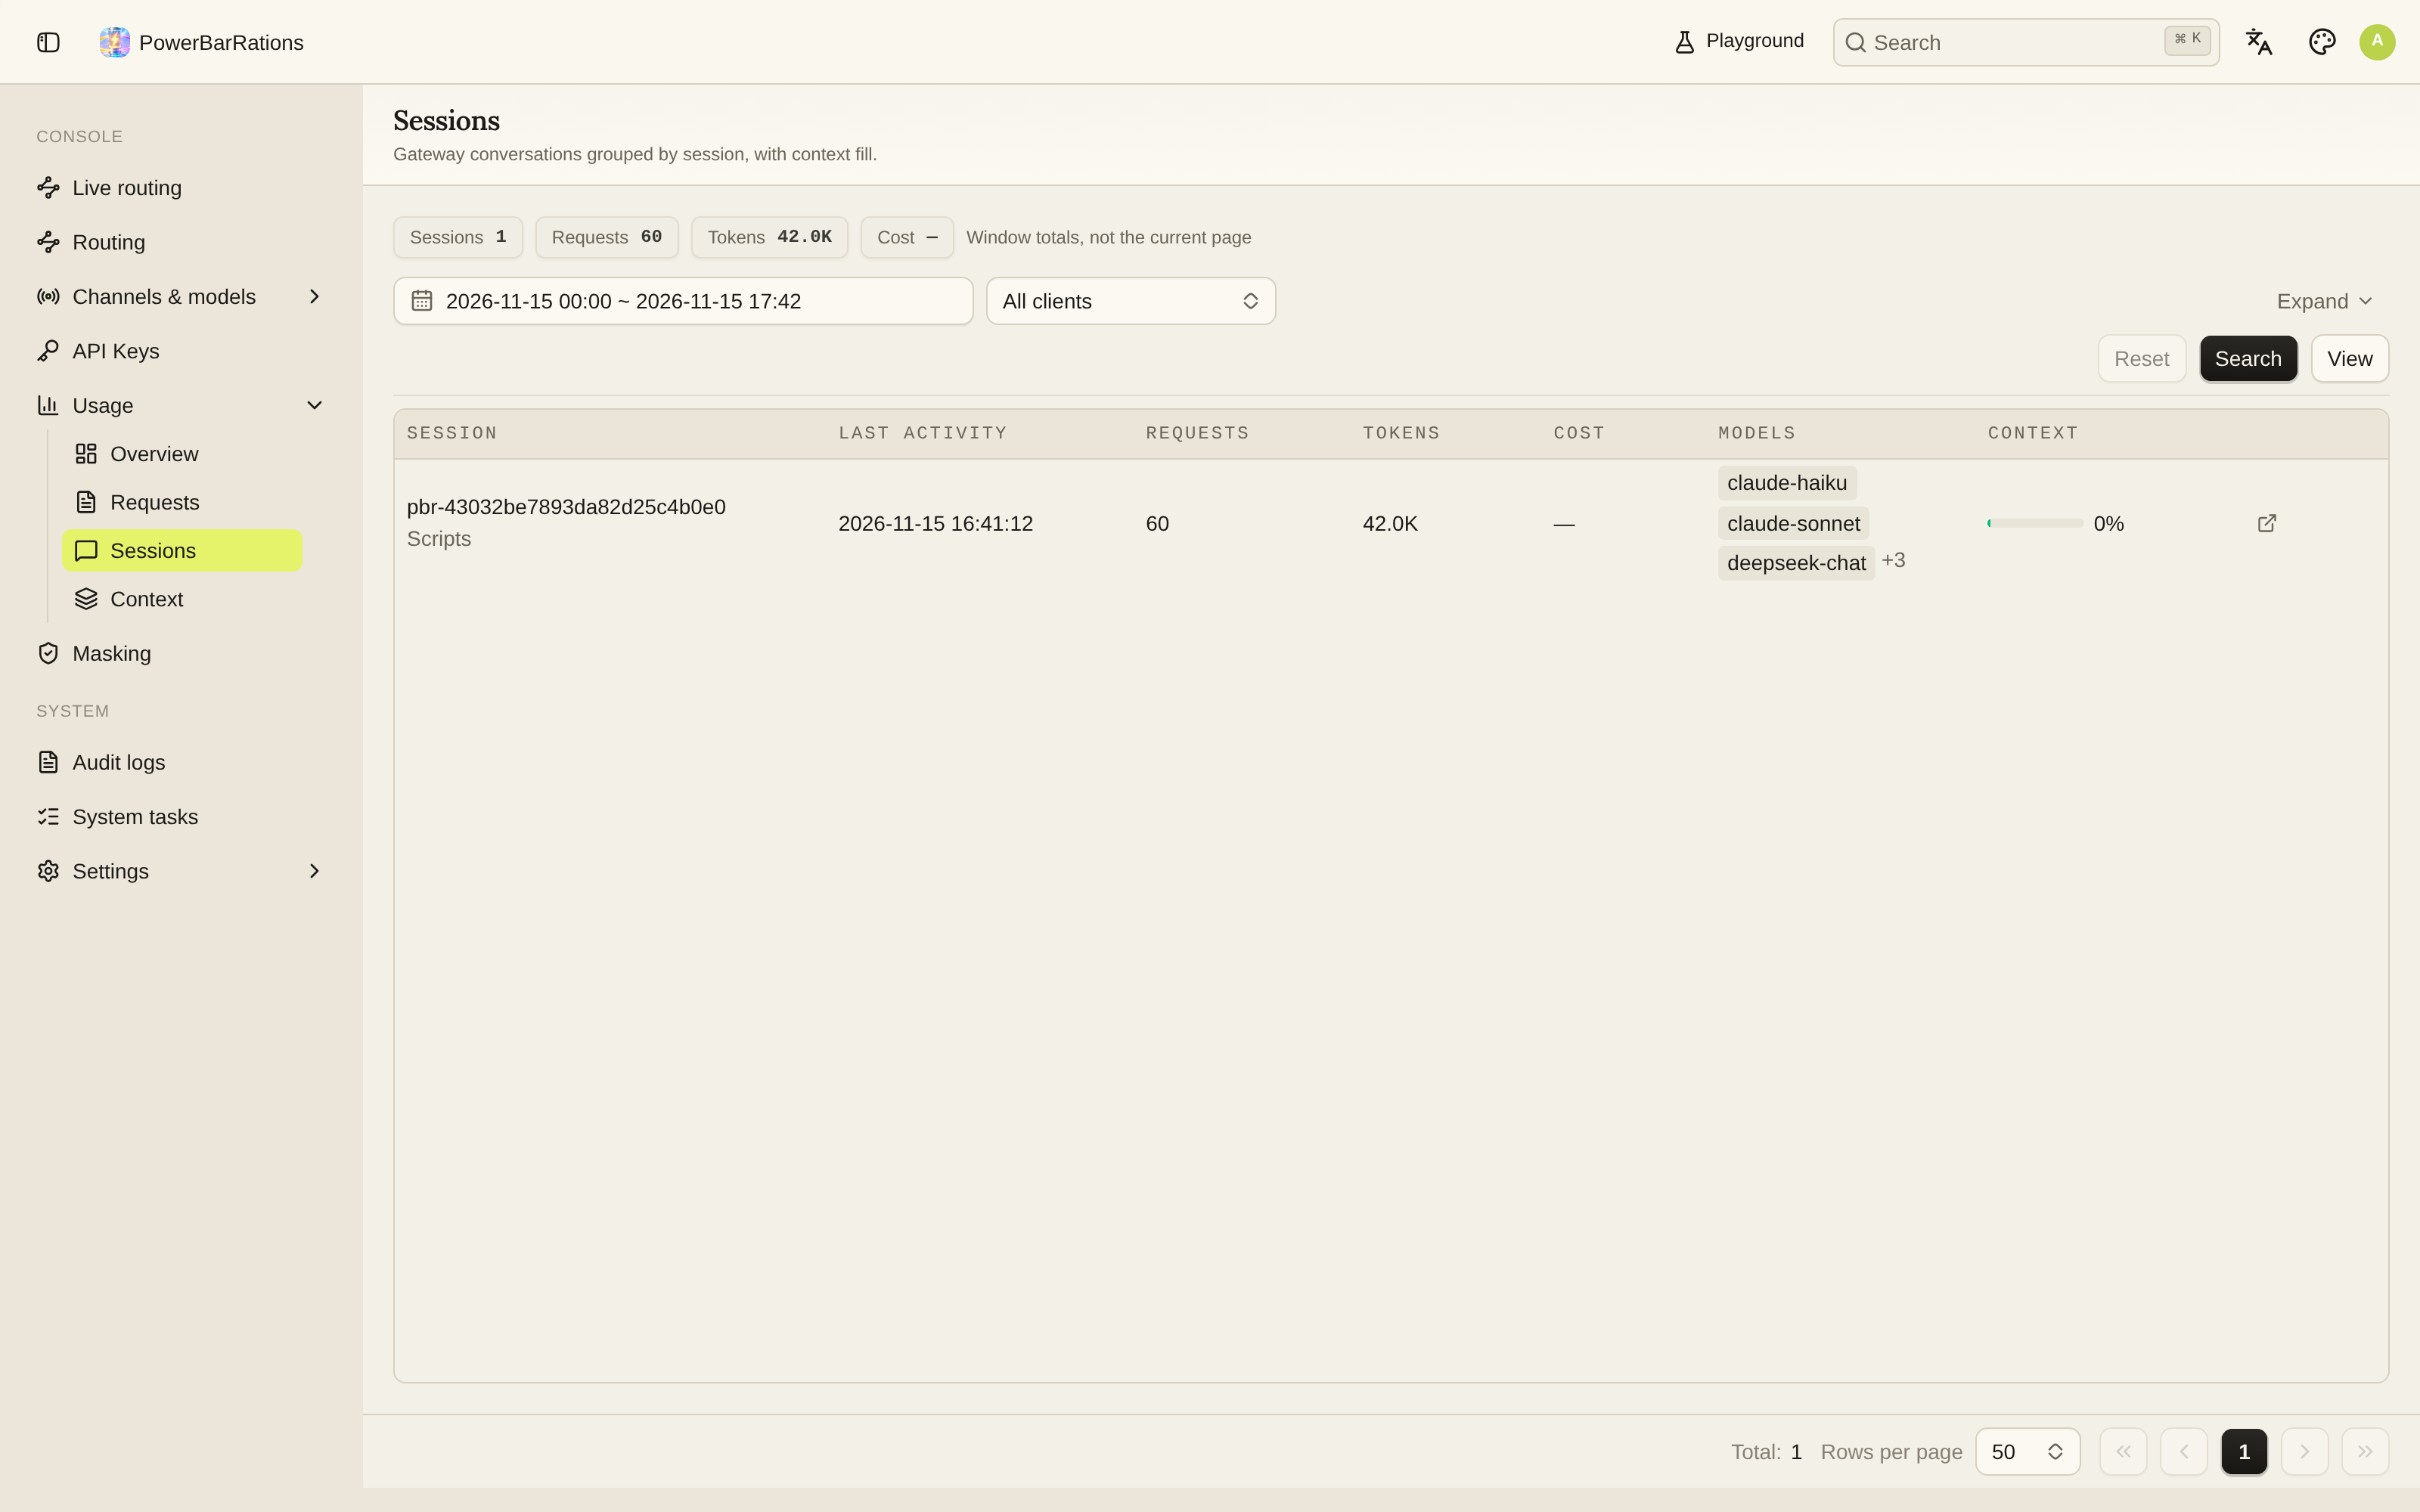 PowerBarRations
Playground
Search
⌘ K
A
CONSOLE
Live routing
Routing
Channels & models
API Keys
Usage
Overview
Requests
Sessions
Context
Masking
SYSTEM
Audit logs
System tasks
Settings
Sessions
Gateway conversations grouped by session, with context fill.
Sessions 1 Requests 60 Tokens 42.0K Cost — Window totals, not the current page
2026-11-15 00:00 ~ 2026-11-15 17:42 All clients Expand
Reset Search View
SESSION LAST ACTIVITY REQUESTS TOKENS COST MODELS CONTEXT
pbr-43032be7893da82d25c4b0e0
Scripts
2026-11-15 16:41:12 60 42.0K —
claude-haiku
claude-sonnet
deepseek-chat +3
0%
Total: 1 Rows per page 50 1